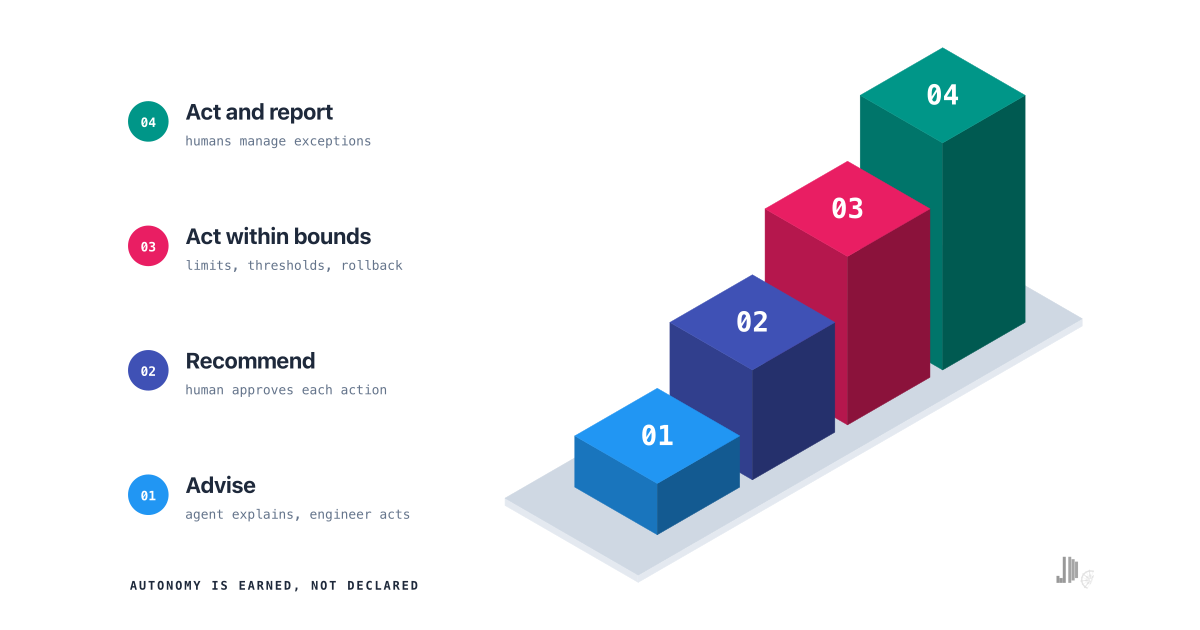 04
Act and report
humans manage exceptions
03
Act within bounds
limits, thresholds, rollback
02
Recommend
human approves each action
01
Advise
agent explains, engineer acts
AUTONOMY IS EARNED, NOT DECLARED
04
03
02
01